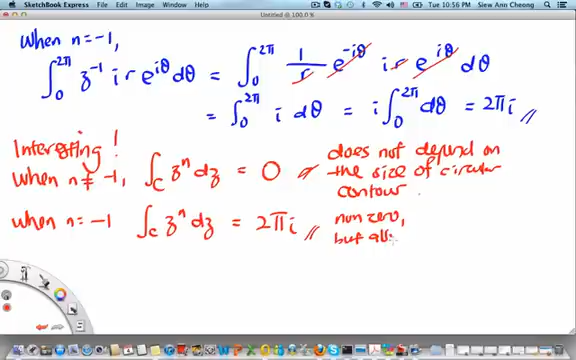 SketchBook Express File Edit Image Window Help
Tue 10:56 PM Siew Ann Cheong
Untitled @ 100.0 %
When n=-1,
∫₀^{2π} z⁻¹ i r e^{iθ} dθ = ∫₀^{2π} 1/r e^{-iθ} i r e^{iθ} dθ
= ∫₀^{2π} i dθ = i ∫₀^{2π} dθ = 2πi //
Interesting!
When n≠-1, ∫_C zⁿ dz = 0 // does not depend on
the size of circular
contour.
when n=-1 ∫_C zⁿ dz = 2πi // non zero,
but als